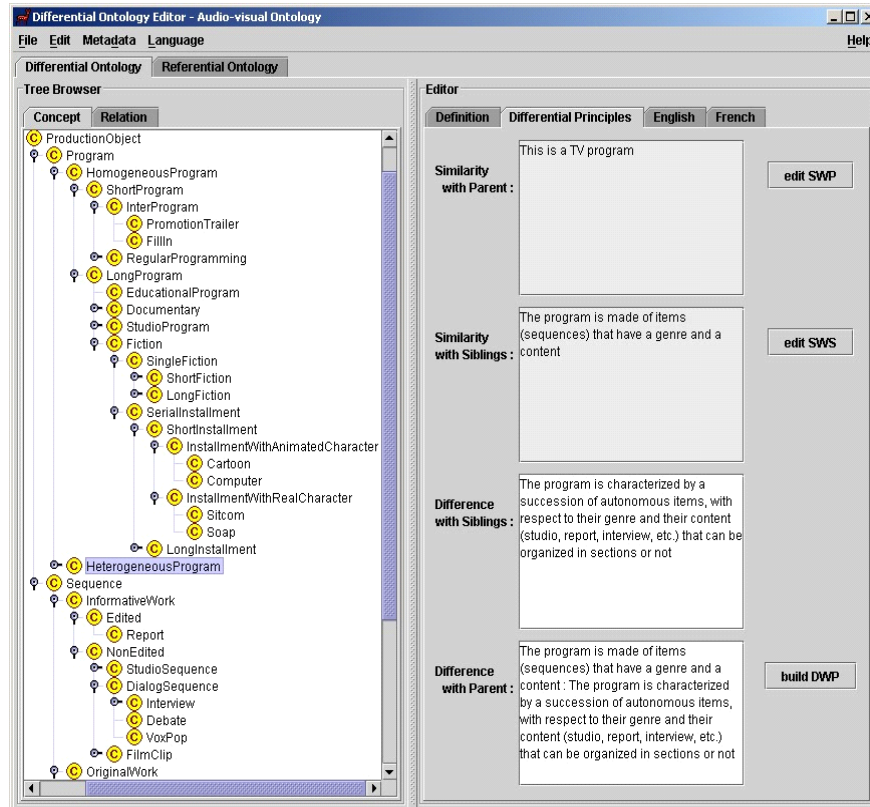 Differential Ontology Editor - Audio-visual Ontology
File Edit Metadata Language Help
Differential Ontology Referential Ontology
Tree Browser
Concept Relation
C ProductionObject
C Program
C HomogeneousProgram
C ShortProgram
C InterProgram
C PromotionTrailer
C FillIn
C RegularProgramming
C LongProgram
C EducationalProgram
C Documentary
C StudioProgram
C Fiction
C SingleFiction
C ShortFiction
C LongFiction
C SerialInstallment
C ShortInstallment
C InstallmentWithAnimatedCharacter
C Cartoon
C Computer
C InstallmentWithRealCharacter
C Sitcom
C Soap
C LongInstallment
C HeterogeneousProgram
C Sequence
C InformativeWork
C Edited
C Report
C NonEdited
C StudioSequence
C DialogSequence
C Interview
C Debate
C VoxPop
C FilmClip
C OriginalWork
Editor
Definition Differential Principles English French
Similarity
with Parent :
This is a TV program
edit SWP
Similarity
with Siblings :
The program is made of items
(sequences) that have a genre and a
content
edit SWS
Difference
with Siblings :
The program is characterized by a
succession of autonomous items, with
respect to their genre and their content
(studio, report, interview, etc.) that can be
organized in sections or not
Difference
with Parent :
The program is made of items
(sequences) that have a genre and a
content : The program is characterized
by a succession of autonomous items,
with respect to their genre and their
content (studio, report, interview, etc.)
that can be organized in sections or not
build DWP